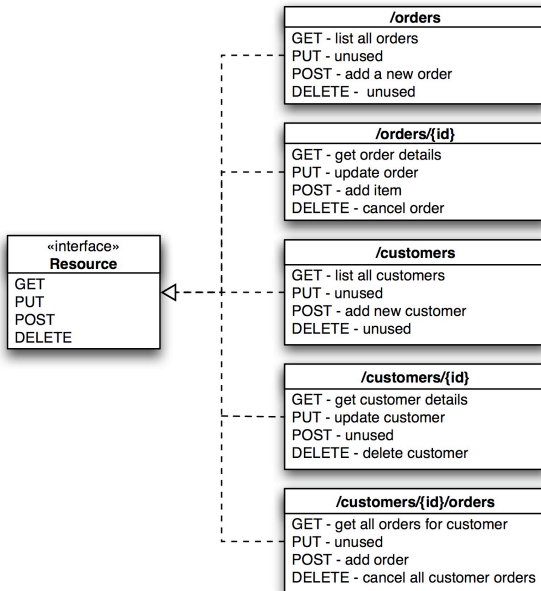 /orders
GET - list all orders
PUT - unused
POST - add a new order
DELETE -  unused
/orders/{id}
GET - get order details
PUT - update order
POST - add item
DELETE - cancel order
«interface»
Resource
GET
PUT
POST
DELETE
/customers
GET - list all customers
PUT - unused
POST - add new customer
DELETE - unused
/customers/{id}
GET - get customer details
PUT - update customer
POST - unused
DELETE - delete customer
/customers/{id}/orders
GET - get all orders for customer
PUT - unused
POST - add order
DELETE - cancel all customer orders